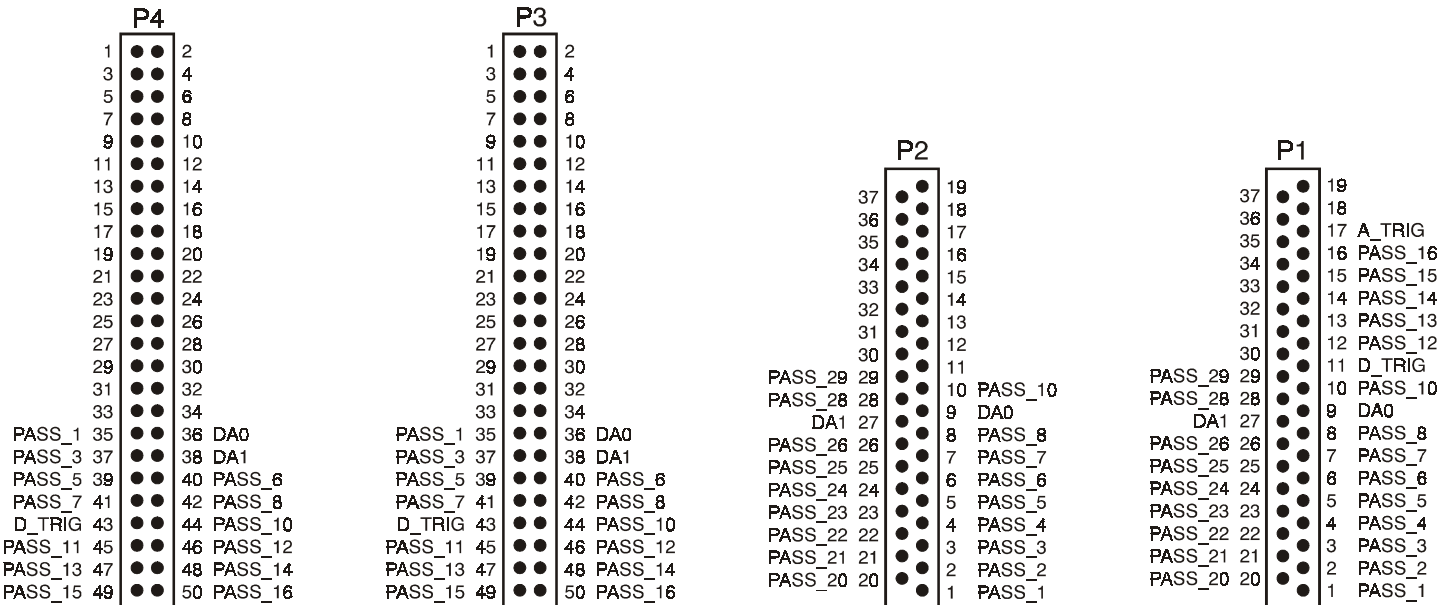 P4
1 2
3 4
5 6
7 8
9 10
11 12
13 14
15 16
17 18
19 20
21 22
23 24
25 26
27 28
29 30
31 32
33 34
PASS_1 35 36 DA0
PASS_3 37 38 DA1
PASS_5 39 40 PASS_6
PASS_7 41 42 PASS_8
D_TRIG 43 44 PASS_10
PASS_11 45 46 PASS_12
PASS_13 47 48 PASS_14
PASS_15 49 50 PASS_16
P3
1 2
3 4
5 6
7 8
9 10
11 12
13 14
15 16
17 18
19 20
21 22
23 24
25 26
27 28
29 30
31 32
33 34
PASS_1 35 36 DA0
PASS_3 37 38 DA1
PASS_5 39 40 PASS_6
PASS_7 41 42 PASS_8
D_TRIG 43 44 PASS_10
PASS_11 45 46 PASS_12
PASS_13 47 48 PASS_14
PASS_15 49 50 PASS_16
P2
19
37
18
36
17
35
16
34
15
33
14
32
13
31
12
30
11
PASS_29 29
10 PASS_10
PASS_28 28
9 DA0
DA1 27
8 PASS_8
PASS_26 26
7 PASS_7
PASS_25 25
6 PASS_6
PASS_24 24
5 PASS_5
PASS_23 23
4 PASS_4
PASS_22 22
3 PASS_3
PASS_21 21
2 PASS_2
PASS_20 20
1 PASS_1
P1
19
37
18
36
17 A_TRIG
35
16 PASS_16
34
15 PASS_15
33
14 PASS_14
32
13 PASS_13
31
12 PASS_12
30
11 D_TRIG
PASS_29 29
10 PASS_10
PASS_28 28
9 DA0
DA1 27
8 PASS_8
PASS_26 26
7 PASS_7
PASS_25 25
6 PASS_6
PASS_24 24
5 PASS_5
PASS_23 23
4 PASS_4
PASS_22 22
3 PASS_3
PASS_21 21
2 PASS_2
PASS_20 20
1 PASS_1